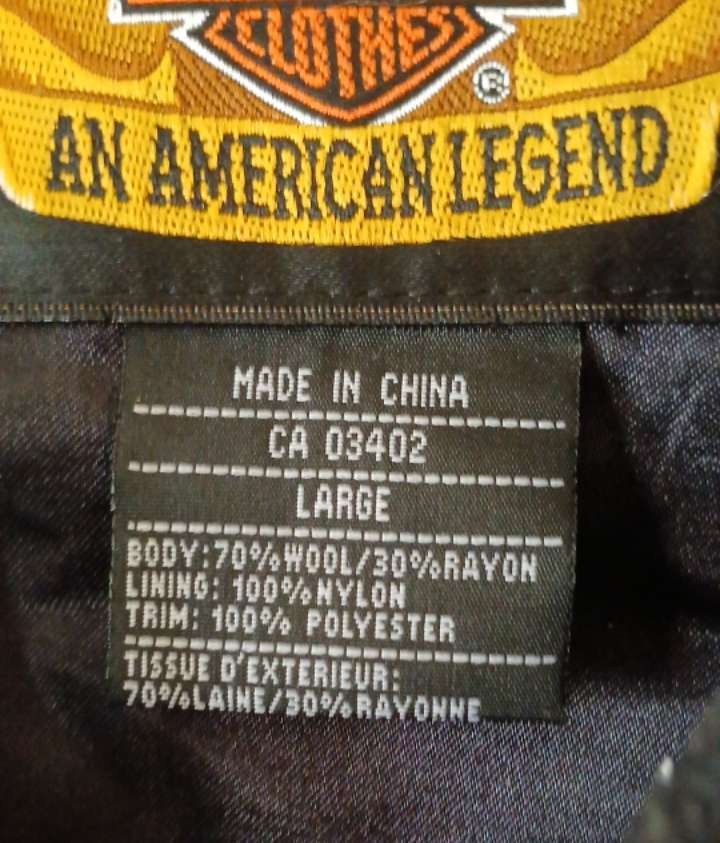 CLOTHES
®
AN AMERICAN LEGEND
MADE IN CHINA
CA 03402
LARGE
BODY:70%WOOL/30%RAYON
LINING: 100%NYLON
TRIM: 100% POLYESTER
TISSUE D'EXTERIEUR:
70%LAINE/30%RAYONNE